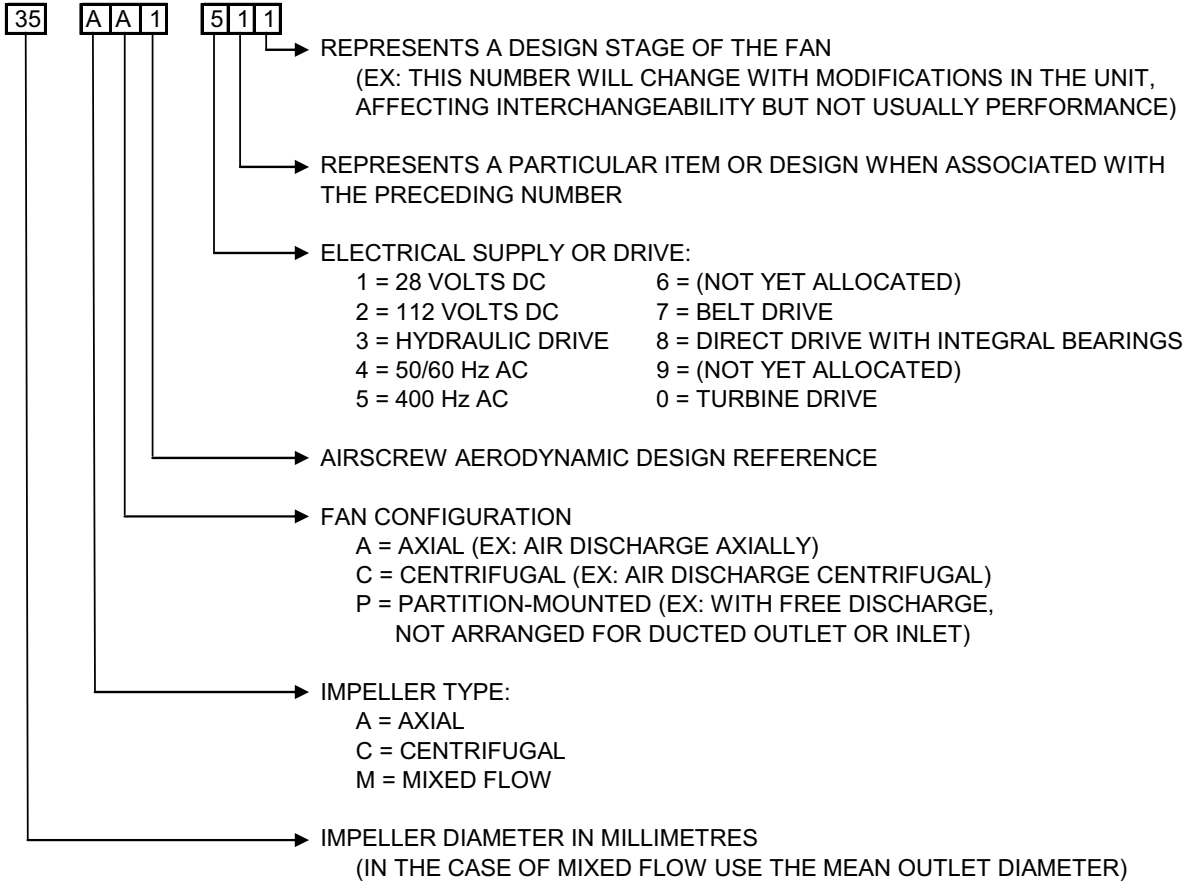 35 A A 1 5 1 1
REPRESENTS A DESIGN STAGE OF THE FAN
(EX: THIS NUMBER WILL CHANGE WITH MODIFICATIONS IN THE UNIT,
AFFECTING INTERCHANGEABILITY BUT NOT USUALLY PERFORMANCE)
REPRESENTS A PARTICULAR ITEM OR DESIGN WHEN ASSOCIATED WITH
THE PRECEDING NUMBER
ELECTRICAL SUPPLY OR DRIVE:
1 = 28 VOLTS DC 6 = (NOT YET ALLOCATED)
2 = 112 VOLTS DC 7 = BELT DRIVE
3 = HYDRAULIC DRIVE 8 = DIRECT DRIVE WITH INTEGRAL BEARINGS
4 = 50/60 Hz AC 9 = (NOT YET ALLOCATED)
5 = 400 Hz AC 0 = TURBINE DRIVE
AIRSCREW AERODYNAMIC DESIGN REFERENCE
FAN CONFIGURATION
A = AXIAL (EX: AIR DISCHARGE AXIALLY)
C = CENTRIFUGAL (EX: AIR DISCHARGE CENTRIFUGAL)
P = PARTITION-MOUNTED (EX: WITH FREE DISCHARGE,
NOT ARRANGED FOR DUCTED OUTLET OR INLET)
IMPELLER TYPE:
A = AXIAL
C = CENTRIFUGAL
M = MIXED FLOW
IMPELLER DIAMETER IN MILLIMETRES
(IN THE CASE OF MIXED FLOW USE THE MEAN OUTLET DIAMETER)